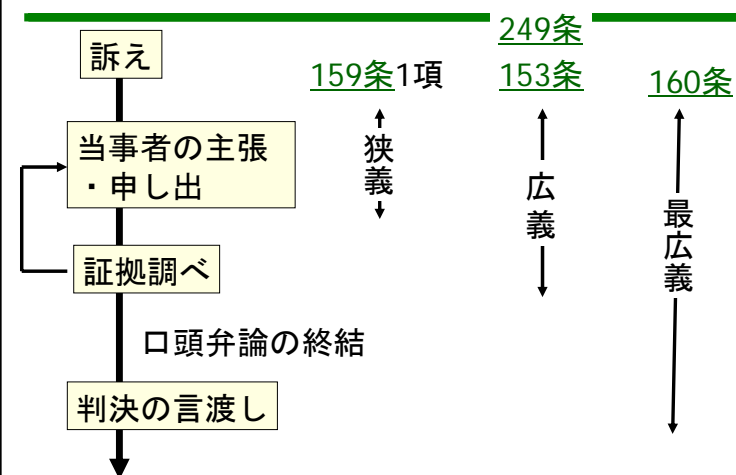 249条
訴え
159条1項
153条
160条
当事者の主張
・申し出
狭義
広義
最広義
証拠調べ
口頭弁論の終結
判決の言渡し